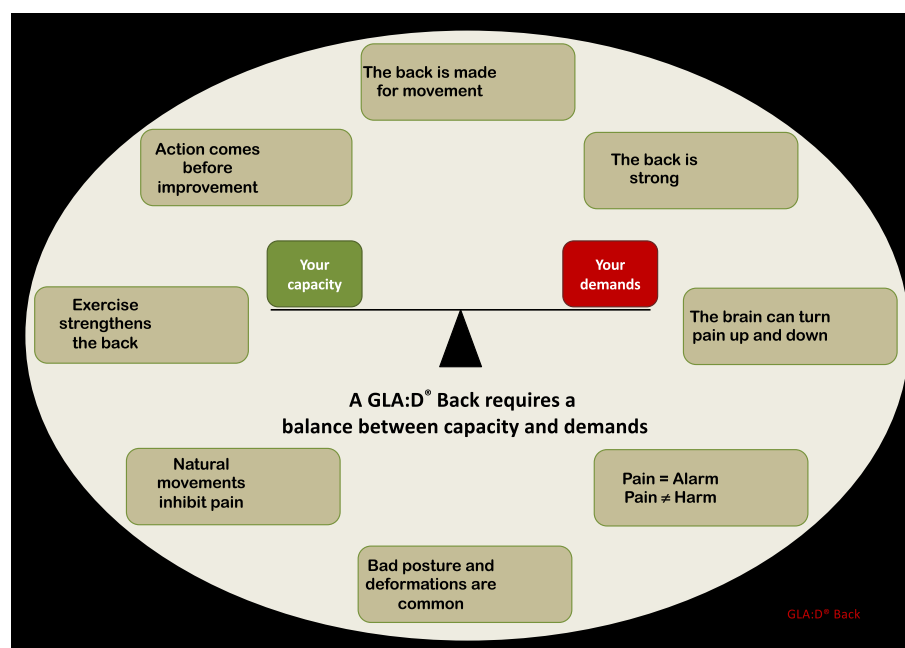 The back is made
for movement
Action comes
before
improvement
The back is
strong
Your
capacity
Your
demands
Exercise
strengthens
the back
The brain can turn
pain up and down
A GLA:D® Back requires a
balance between capacity and demands
Natural
movements
inhibit pain
Pain = Alarm
Pain ≠ Harm
Bad posture and
deformations are
common
GLA:D® Back